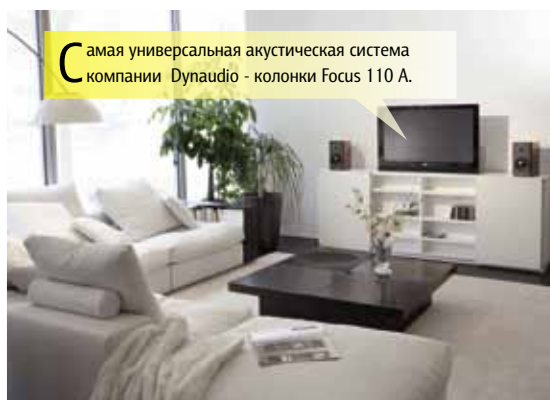 Самая универсальная акустическая система
компании Dynaudio - колонки Focus 110 A.